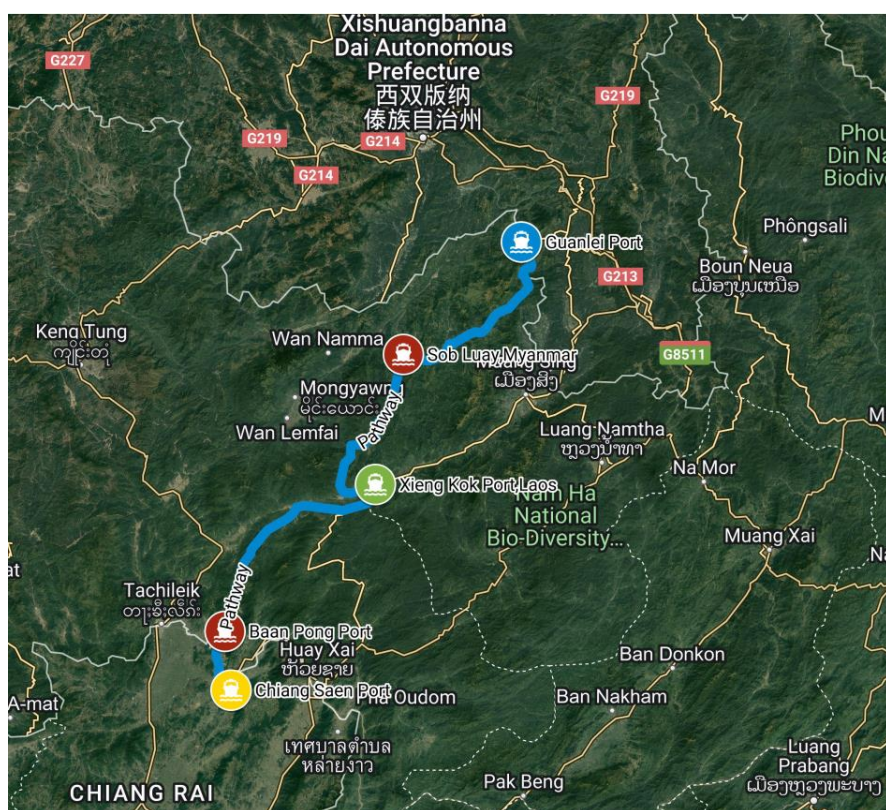 Xishuangbanna
Dai Autonomous
Prefecture
西双版纳
傣族自治州
G227
G219
G219
G214
G214
Phou
Din Na
Biodive
Phôngsali
Guanlei Port
Boun Neua
ເມືອງບຸນເໜືອ
G213
Keng Tung
ကျိုင်းတုံ
Wan Namma
Sob Luay,Myanmar
G8511
Sing
ເມືອງສິງ
Mongyawng
မိုင်းယောင်း
Wan Lemfai
Pathway
Luang Namtha
ຫຼວງນ້ຳທາ
Na Mor
Xieng Kok Port,Laos
Nam Ha
National
Bio-Diversity...
Muang Xai
at
Na
Tachileik
တႃႈၶီႈလဵၵ်း
Pathway
Baan Pong Port
Huay Xai
ຫ້ວຍຊາຍ
Ban Donkon
Chiang Saen Port
Pha Oudom
Ban Nakham
A-mat
เทศบาลตำบล
หล่ายงาว
Luang
Prabang
ເມືອງຫຼວງພະບາງ
CHIANG RAI
Pak Beng